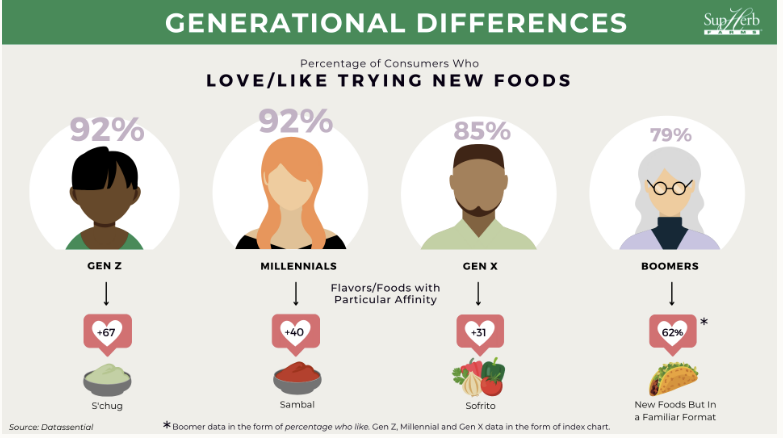 GENERATIONAL DIFFERENCES
SupHerb
FARMS
Percentage of Consumers Who
LOVE/LIKE TRYING NEW FOODS
92%
92%
85%
79%
GEN Z
MILLENNIALS
GEN X
BOOMERS
Flavors/Foods with
Particular Affinity
+67
+40
+31
62%
*
S'chug
Sambal
Sofrito
New Foods But In
a Familiar Format
Source: Datassential
* Boomer data in the form of percentage who like. Gen Z, Millennial and Gen X data in the form of index chart.